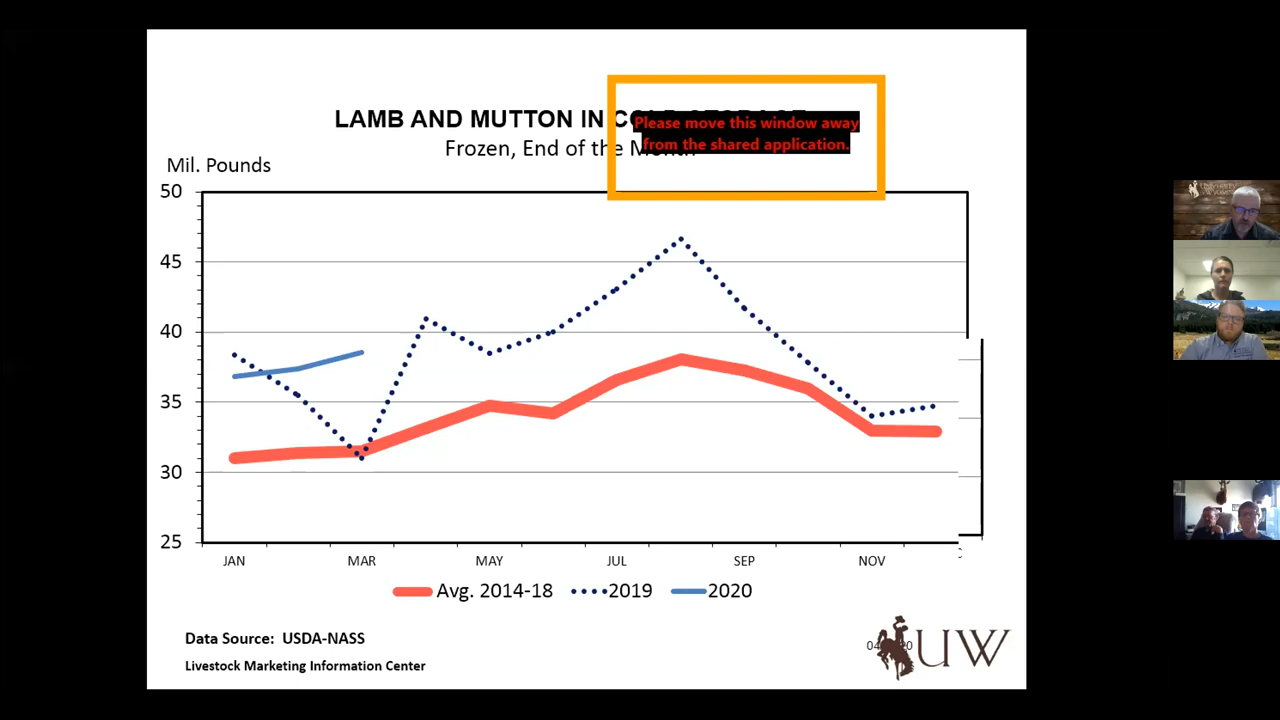 LAMB AND MUTTON IN
Please move this window away
from the shared application.
Frozen, End of the Month
Mil. Pounds
50
45
40
35
30
25
JAN MAR MAY JUL SEP NOV
Avg. 2014-18 2019 2020
Data Source: USDA-NASS
Livestock Marketing Information Center
UW